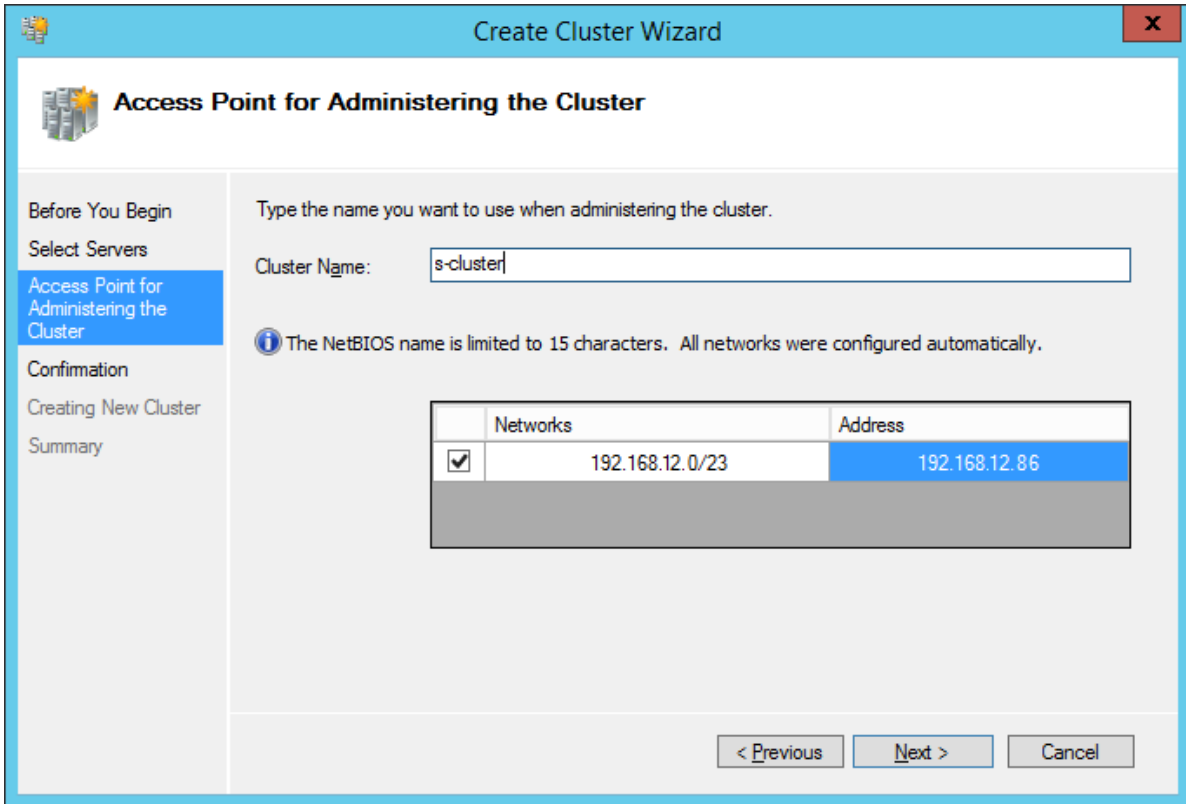 Create Cluster Wizard
x
Access Point for Administering the Cluster
Before You Begin
Select Servers
Access Point for
Administering the
Cluster
Confirmation
Creating New Cluster
Summary
Type the name you want to use when administering the cluster.
Cluster Name:
s-cluster
The NetBIOS name is limited to 15 characters.  All networks were configured automatically.
Networks Address
192.168.12.0/23 192.168.12.86
< Previous Next > Cancel